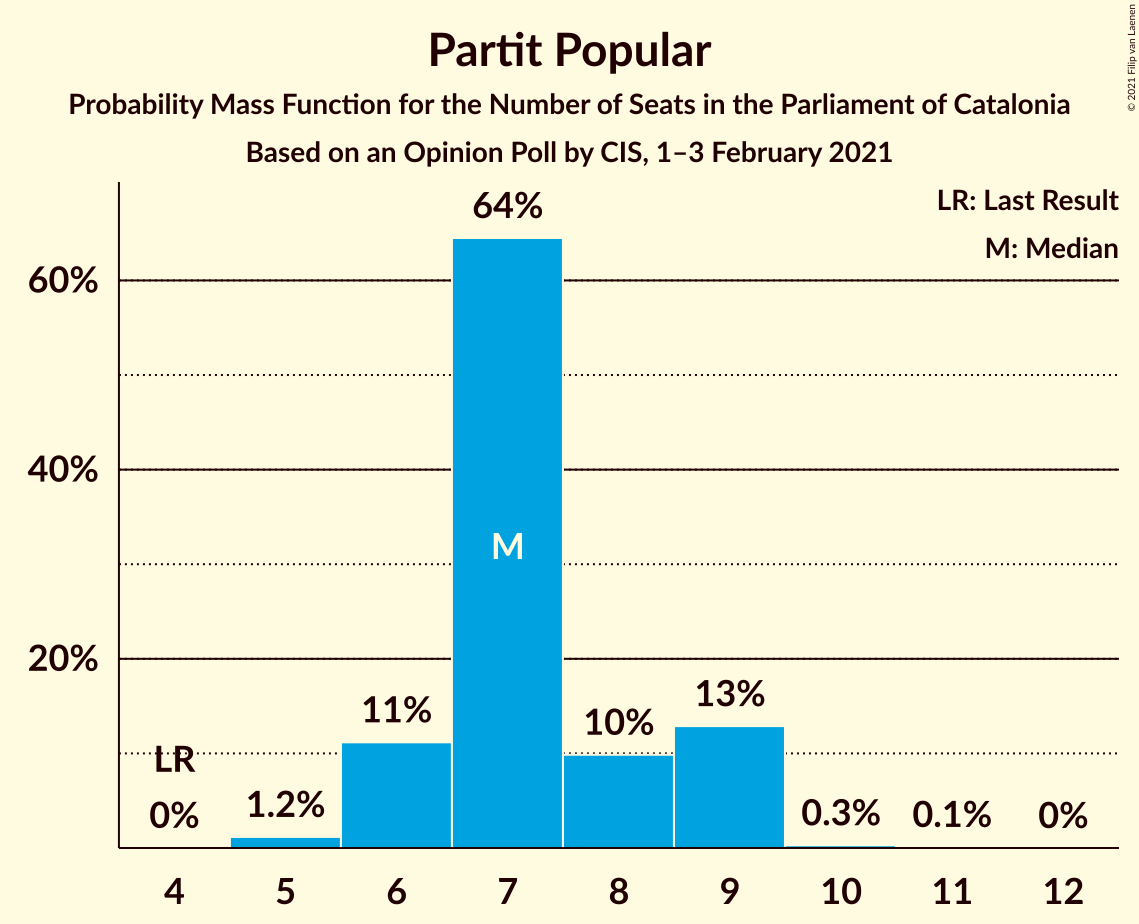 Partit Popular
Probability Mass Function for the Number of Seats in the Parliament of Catalonia
Based on an Opinion Poll by CIS, 1–3 February 2021
© 2021 Filip van Laenen
LR: Last Result
M: Median
60%
40%
20%
64%
M
11%
10%
13%
LR
0%
1.2%
0.3%
0.1%
0%
4 5 6 7 8 9 10 11 12